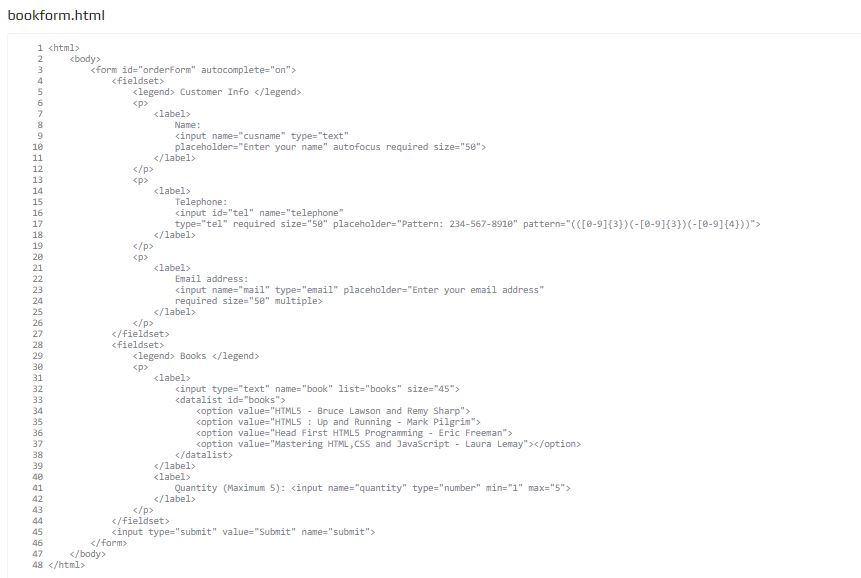 bookform.html
1 <html>
2 <body>
3 <form id="orderForm" autocomplete="on">
4 <fieldset>
5 <legend> Customer Info </legend>
6 <p>
7 <label>
8 Name:
9 <input name="cusname" type="text"
10 placeholder="Enter your name" autofocus required size="50">
11 </label>
12 </p>
13 <p>
14 <label>
15 Telephone:
16 <input id="tel" name="telephone"
17 type="tel" required size="50" placeholder="Pattern: 234-567-8910" pattern="(([0-9]{3})(-[0-9]{3})(-[0-9]{4}))">
18 </label>
19 </p>
20 <p>
21 <label>
22 Email address:
23 <input name="mail" type="email" placeholder="Enter your email address"
24 required size="50" multiple>
25 </label>
26 </p>
27 </fieldset>
28 <fieldset>
29 <legend> Books </legend>
30 <p>
31 <label>
32 <input type="text" name="book" list="books" size="45">
33 <datalist id="books">
34 <option value="HTML5 - Bruce Lawson and Remy Sharp">
35 <option value="HTML5 : Up and Running - Mark Pilgrim">
36 <option value="Head First HTML5 Programming - Eric Freeman">
37 <option value="Mastering HTML,CSS and JavaScript - Laura Lemay"></option>
38 </datalist>
39 </label>
40 <label>
41 Quantity (Maximum 5): <input name="quantity" type="number" min="1" max="5">
42 </label>
43 </p>
44 </fieldset>
45 <input type="submit" value="Submit" name="submit">
46 </form>
47 </body>
48 </html>